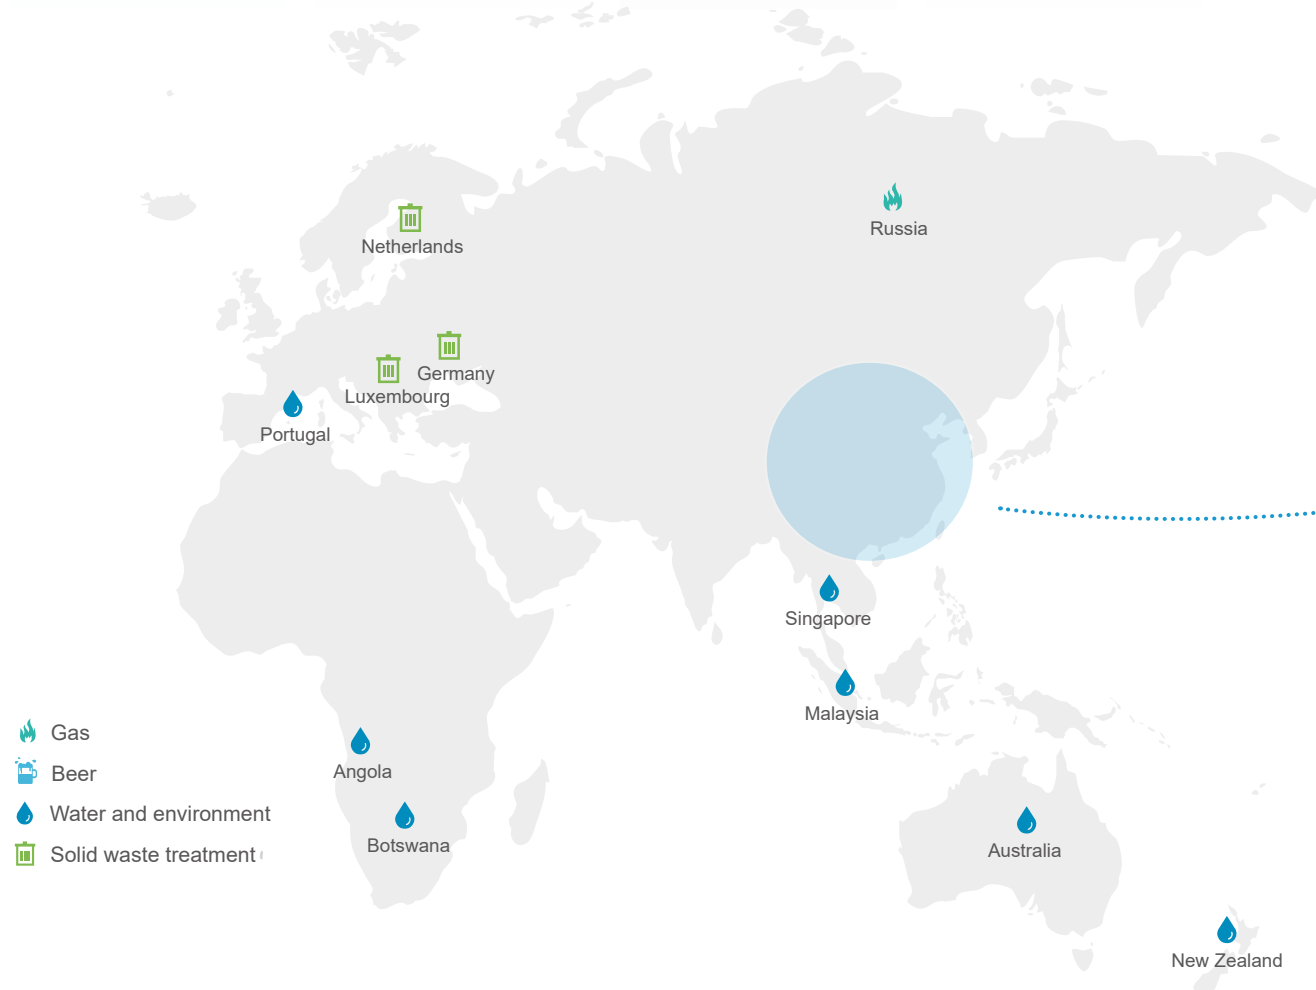 Russia
Netherlands
Germany
Luxembourg
Portugal
Singapore
Malaysia
Gas
Angola
Beer
Water and environment
Botswana
Australia
Solid waste treatment
New Zealand